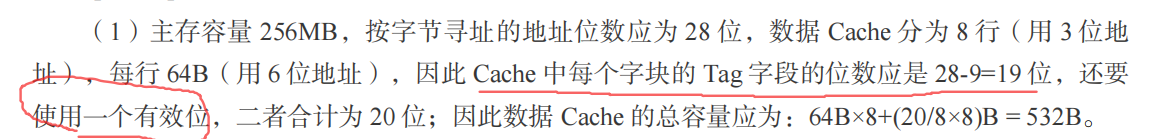 （1）主存容量 256MB，按字节寻址的地址位数应为 28 位，数据 Cache 分为 8 行（用 3 位地
址），每行 64B（用 6 位地址），因此 Cache 中每个字块的 Tag 字段的位数应是 28-9=19 位，还要
使用一个有效位，二者合计为 20 位；因此数据 Cache 的总容量应为：64B×8+(20/8×8)B = 532B。